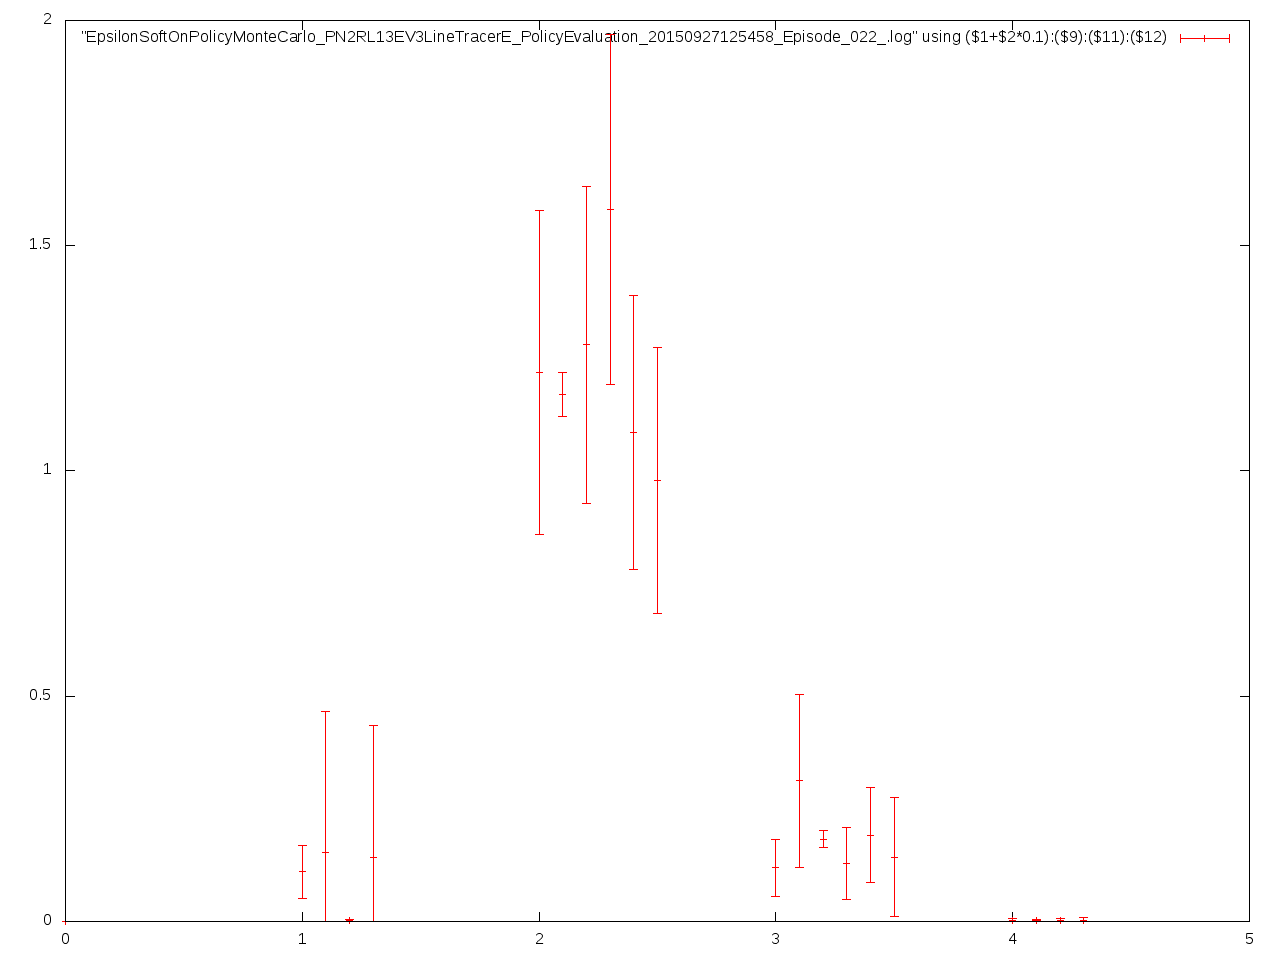 2
"EpsilonSoftOnPolicyMonteCarlo_PN2RL13EV3LineTracerE_PolicyEvaluation_20150927125458_Episode_022_.log" using ($1+$2*0.1):($9):($11):($12)
1.5
1
0.5
0
0 1 2 3 4 5